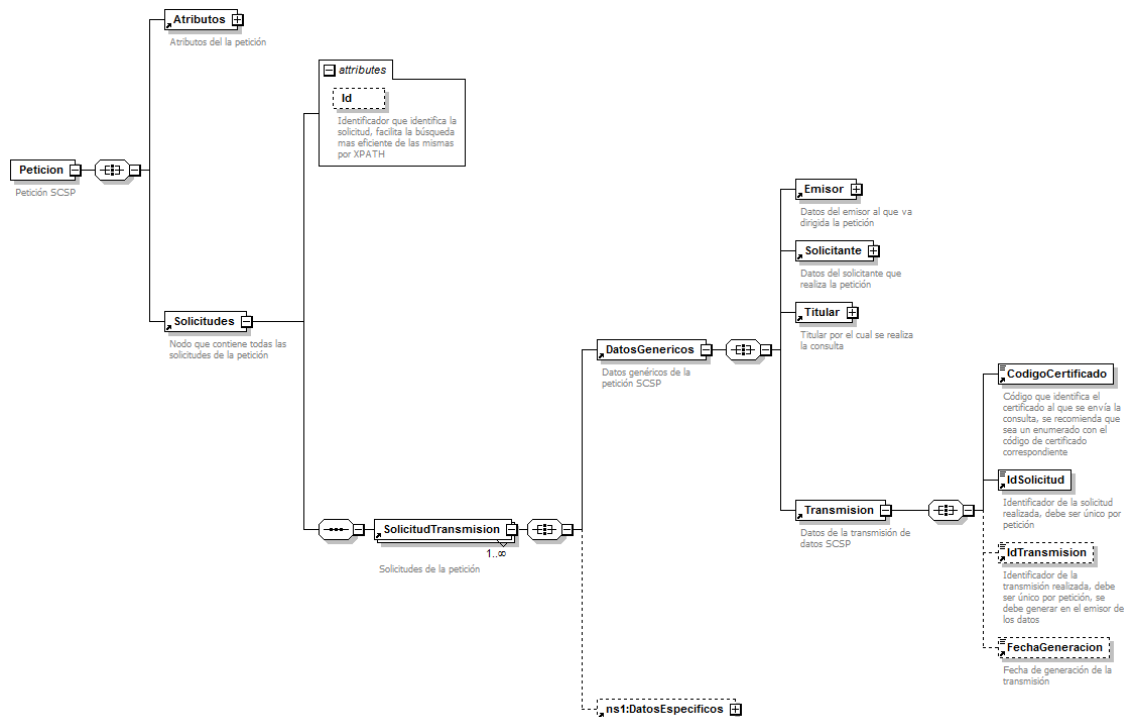 Atributos
Atributos del la petición
attributes
Id
Identificador que identifica la
solicitud, facilita la búsqueda
mas eficiente de las mismas
por XPATH
Peticion
Petición SCSP
Emisor
Datos del emisor al que va
dirigida la petición
Solicitante
Datos del solicitante que
realiza la petición
Solicitudes
Nodo que contiene todas las
solicitudes de la petición
Titular
Titular por el cual se realiza
la consulta
DatosGenericos
Datos genéricos de la
petición SCSP
CodigoCertificado
Código que identifica el
certificado al que se envía la
consulta, se recomienda que
sea un enumerado con el
código de certificado
correspondiente
IdSolicitud
Identificador de la solicitud
realizada, debe ser único por
petición
Transmision
Datos de la transmisión de
datos SCSP
SolicitudTransmision
1..∞
Solicitudes de la petición
IdTransmision
Identificador de la
transmisión realizada, debe
ser único por petición, se
debe generar en el emisor de
los datos
FechaGeneracion
Fecha de generación de la
transmisión
ns1:DatosEspecificos